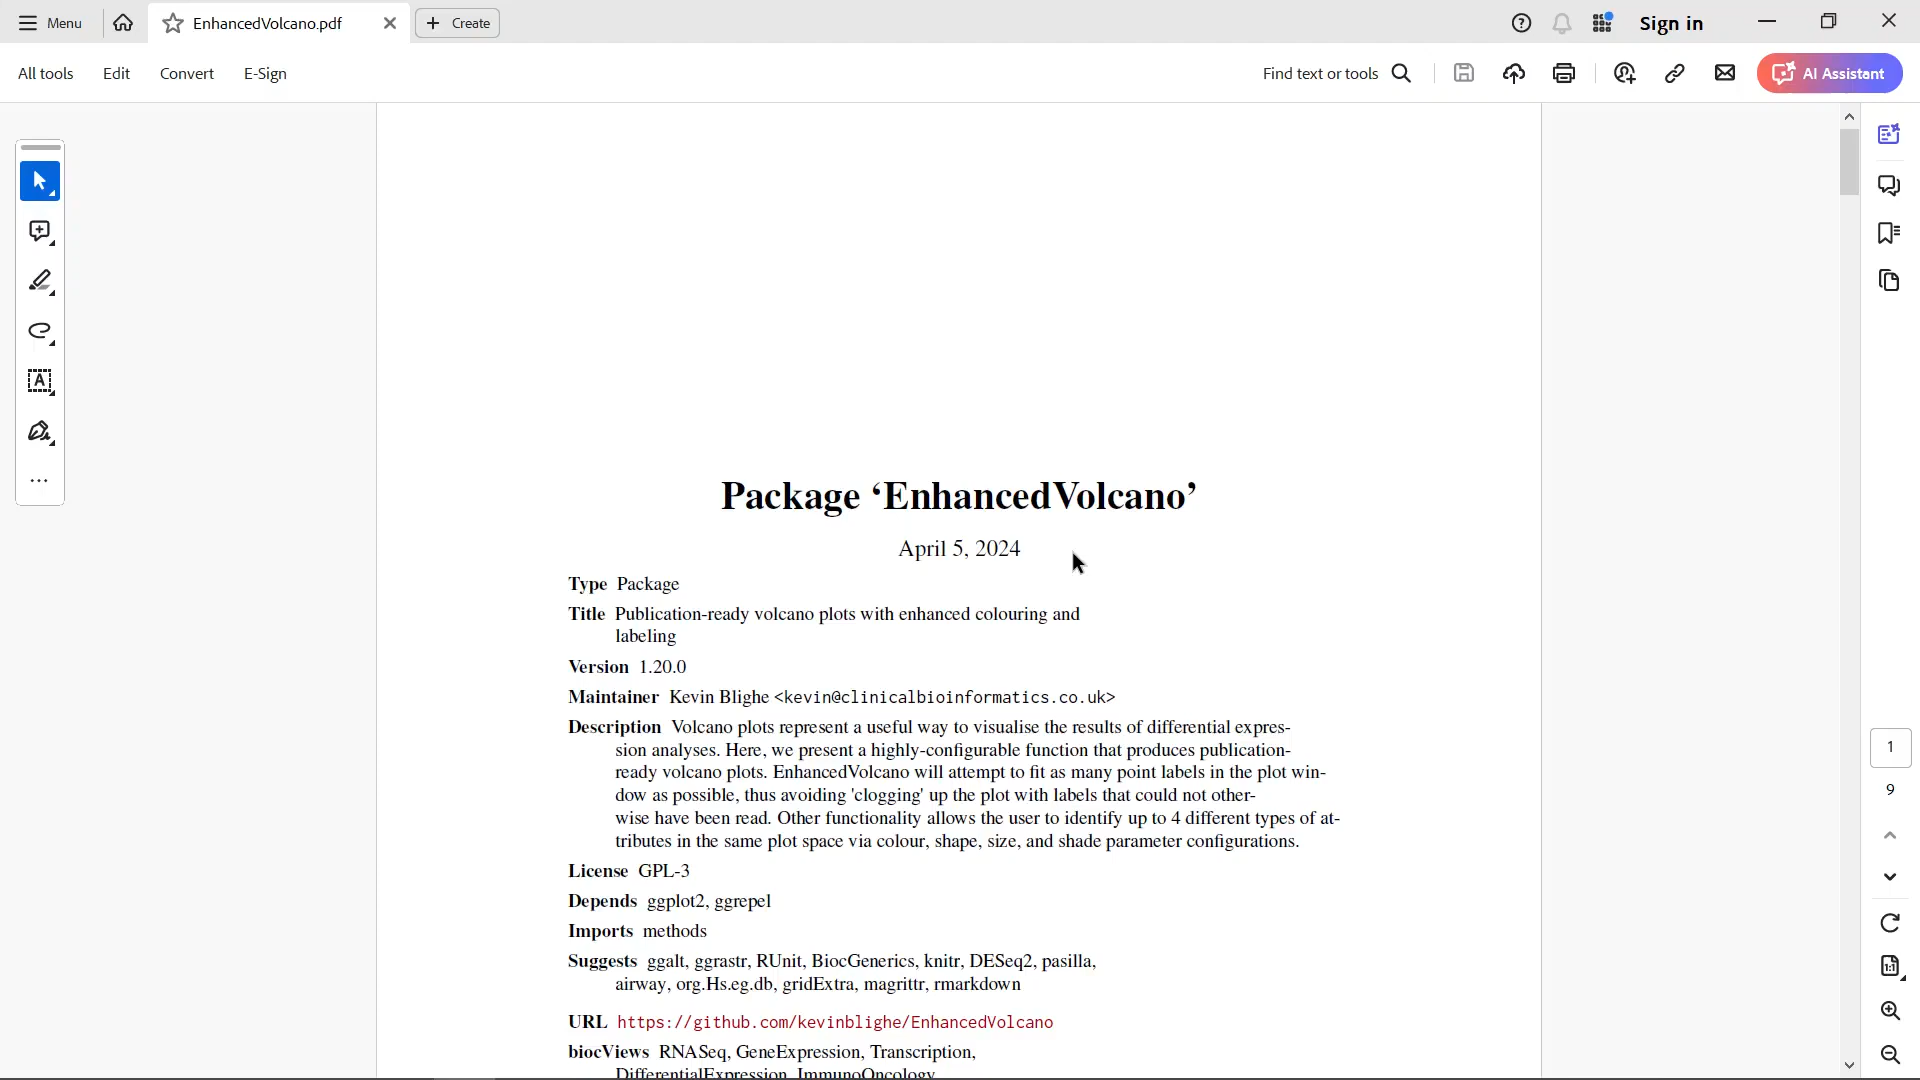 Menu
EnhancedVolcano.pdf
Create
Sign in
All tools
Edit
Convert
E-Sign
Find text or tools
AI Assistant
Package ‘EnhancedVolcano’
April 5, 2024
Type Package
Title Publication-ready volcano plots with enhanced colouring and
labeling
Version 1.20.0
Maintainer Kevin Blighe <kevin@clinicalbioinformatics.co.uk>
Description Volcano plots represent a useful way to visualise the results of differential expres-
sion analyses. Here, we present a highly-configurable function that produces publication-
ready volcano plots. EnhancedVolcano will attempt to fit as many point labels in the plot win-
dow as possible, thus avoiding 'clogging' up the plot with labels that could not other-
wise have been read. Other functionality allows the user to identify up to 4 different types of at-
tributes in the same plot space via colour, shape, size, and shade parameter configurations.
License GPL-3
Depends ggplot2, ggrepel
Imports methods
Suggests ggalt, ggrastr, RUnit, BiocGenerics, knitr, DESeq2, pasilla,
airway, org.Hs.eg.db, gridExtra, magrittr, rmarkdown
URL https://github.com/kevinblighe/EnhancedVolcano
biocViews RNASeq, GeneExpression, Transcription,
DifferentialExpression, ImmunoOncology
1
9